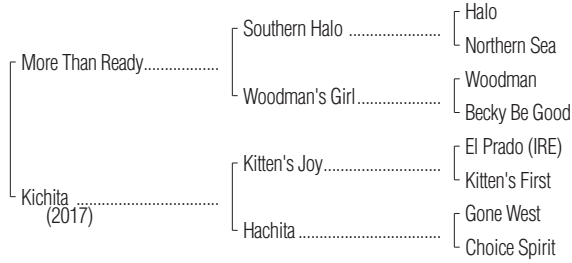 Halo
Southern Halo
Northern Sea
More Than Ready
Woodman
Woodman's Girl
Becky Be Good
El Prado (IRE)
Kitten's Joy
Kitten's First
Kichita
(2017)
Gone West
Hachita
Choice Spirit